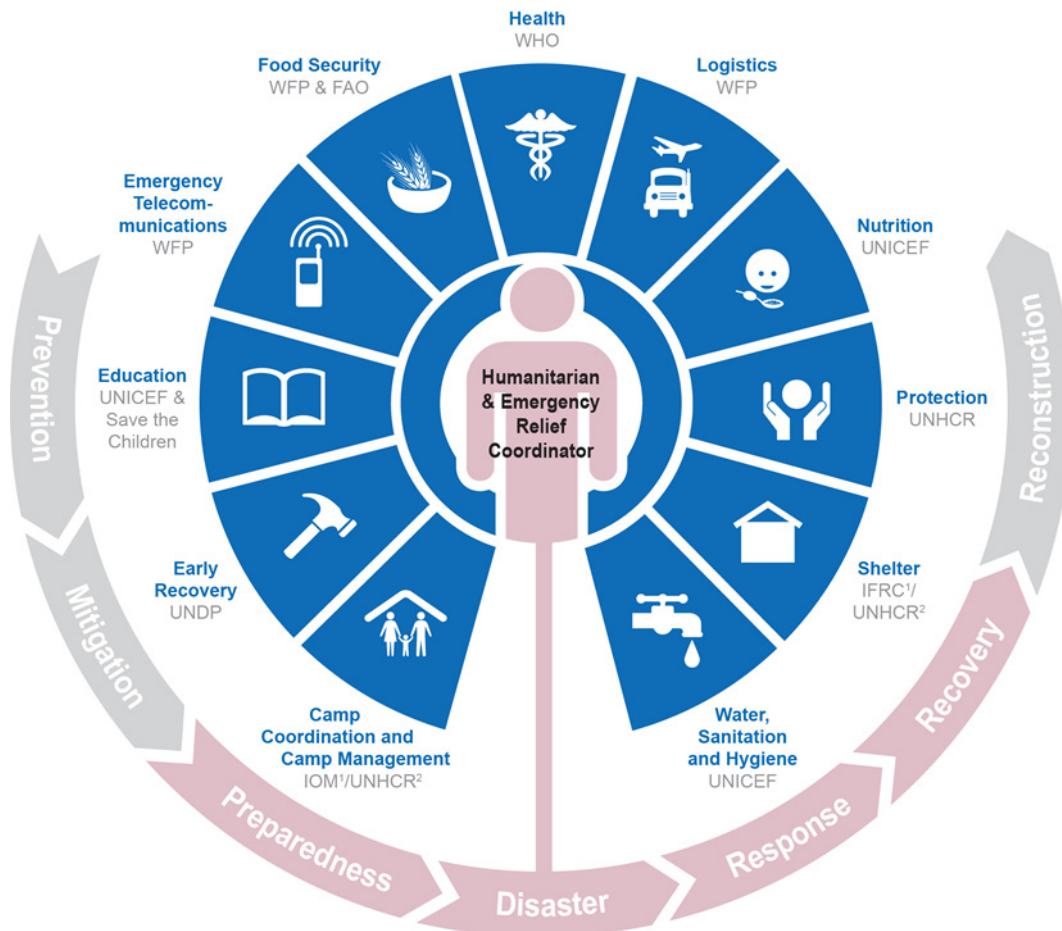 Health
WHO
Food Security
WFP & FAO
Logistics
WFP
Emergency
Telecom-
munications
WFP
Nutrition
UNICEF
Education
UNICEF &
Save the
Children
Humanitarian
& Emergency
Relief
Coordinator
Protection
UNHCR
Early
Recovery
UNDP
Shelter
IFRC¹/
UNHCR²
Camp
Coordination and
Camp Management
IOM¹/UNHCR²
Water,
Sanitation
and Hygiene
UNICEF
Prevention
Mitigation
Preparedness
Disaster
Response
Recovery
Reconstruction